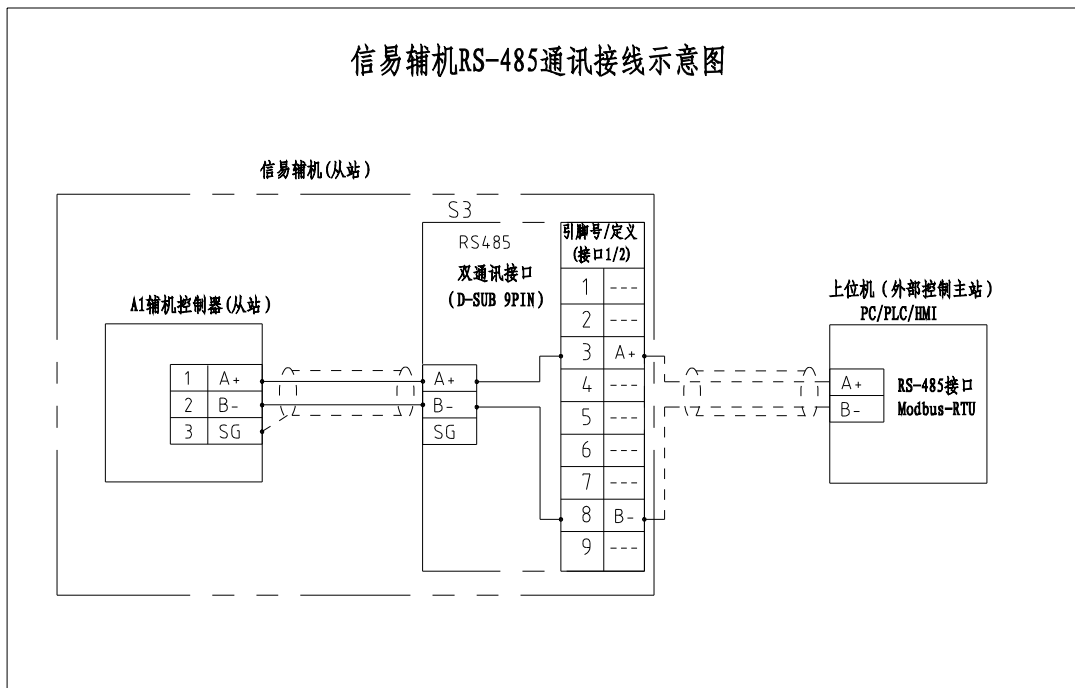 信易辅机RS-485通讯接线示意图
信易辅机(从站)
S3
RS485
双通讯接口
(D-SUB 9PIN)
引脚号/定义
(接口1/2)
1 ---
2 ---
3 A+
4 ---
5 ---
6 ---
7 ---
8 B-
9 ---
A1辅机控制器(从站)
1 A+
2 B-
3 SG
A+
B-
SG
上位机（外部控制主站）
PC/PLC/HMI
A+
B-
RS-485接口
Modbus-RTU